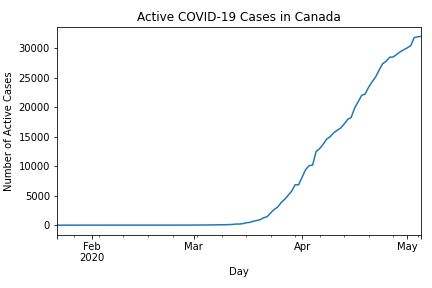 Active COVID-19 Cases in Canada
Number of Active Cases
30000
25000
20000
15000
10000
5000
0
Feb
2020
Mar
Apr
May
Day